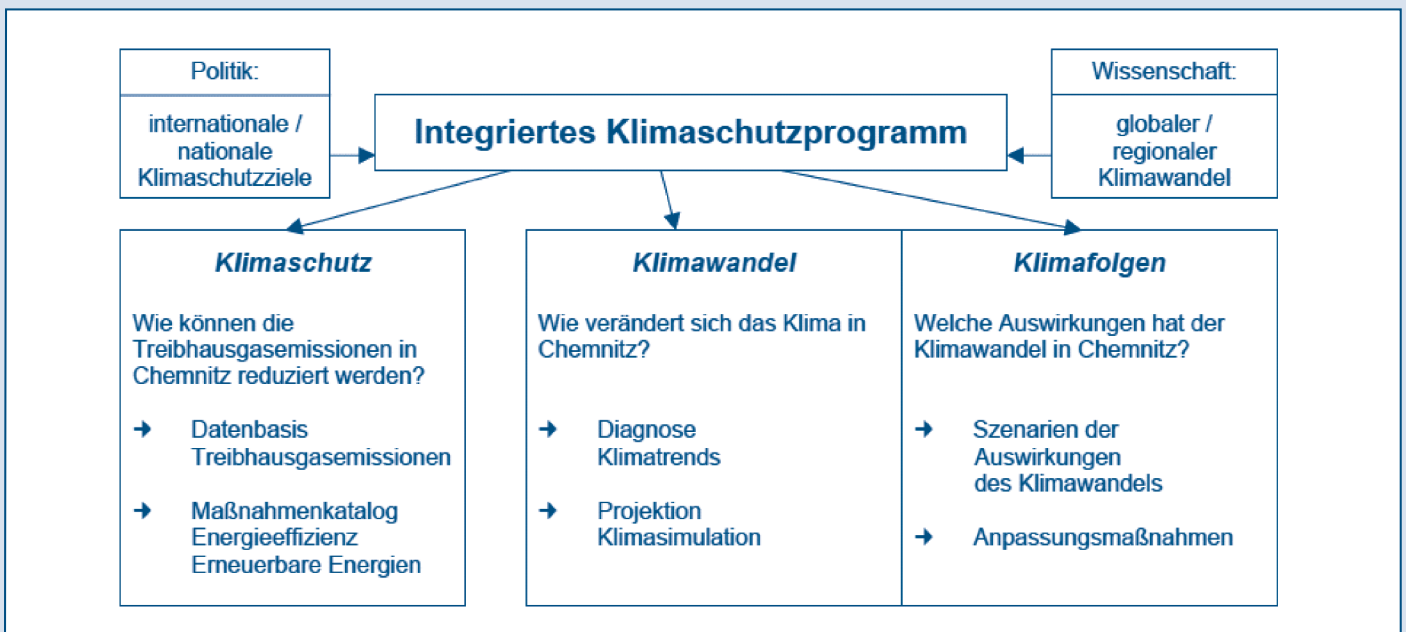 Politik:
internationale /
nationale
Klimaschutzziele
Integriertes Klimaschutzprogramm
Wissenschaft:
globaler /
regionaler
Klimawandel
Klimaschutz
Wie können die
Treibhausgasemissionen in
Chemnitz reduziert werden?
➔ Datenbasis
Treibhausgasemissionen
➔ Maßnahmenkatalog
Energieeffizienz
Erneuerbare Energien
Klimawandel
Wie verändert sich das Klima in
Chemnitz?
➔ Diagnose
Klimatrends
➔ Projektion
Klimasimulation
Klimafolgen
Welche Auswirkungen hat der
Klimawandel in Chemnitz?
➔ Szenarien der
Auswirkungen
des Klimawandels
➔ Anpassungsmaßnahmen